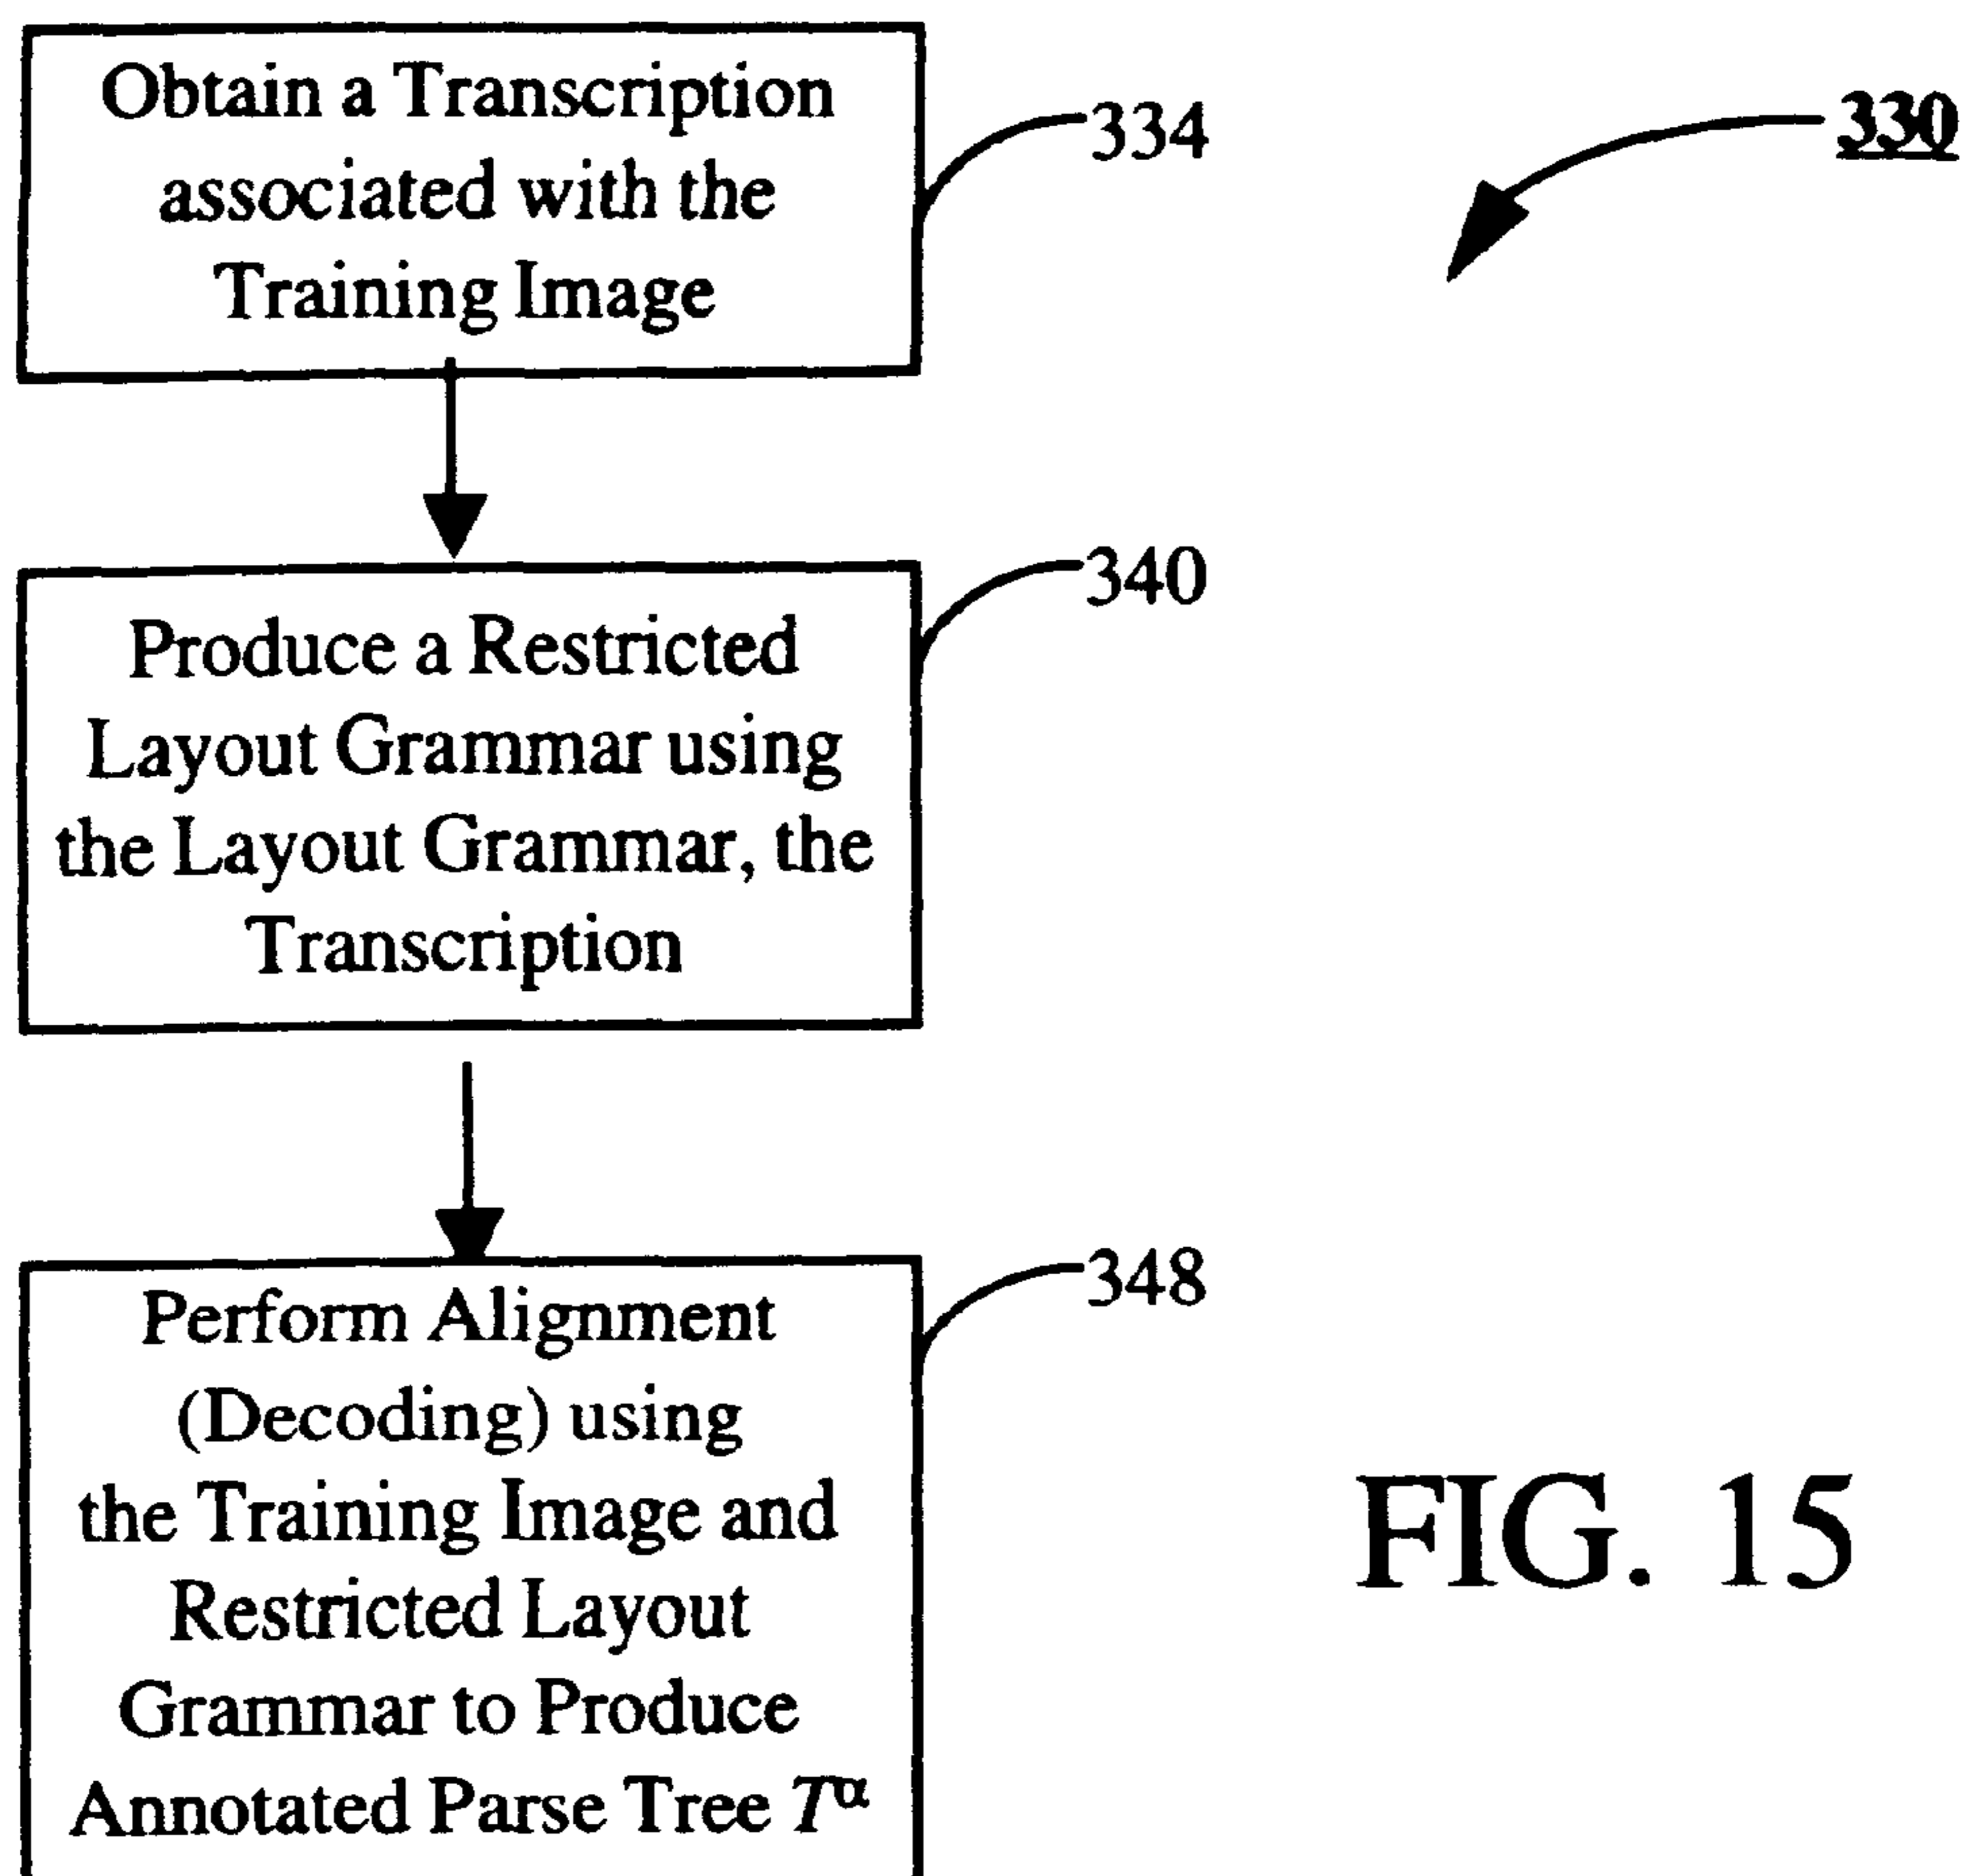 Obtain a Transcription
associated with the
Training Image
334
330
Produce a Restricted
Layout Grammar using
the Layout Grammar, the
Transcription
340
Perform Alignment
(Decoding) using
the Training Image and
Restricted Layout
Grammar to Produce
Annotated Parse Tree Tᵅ
348
FIG. 15